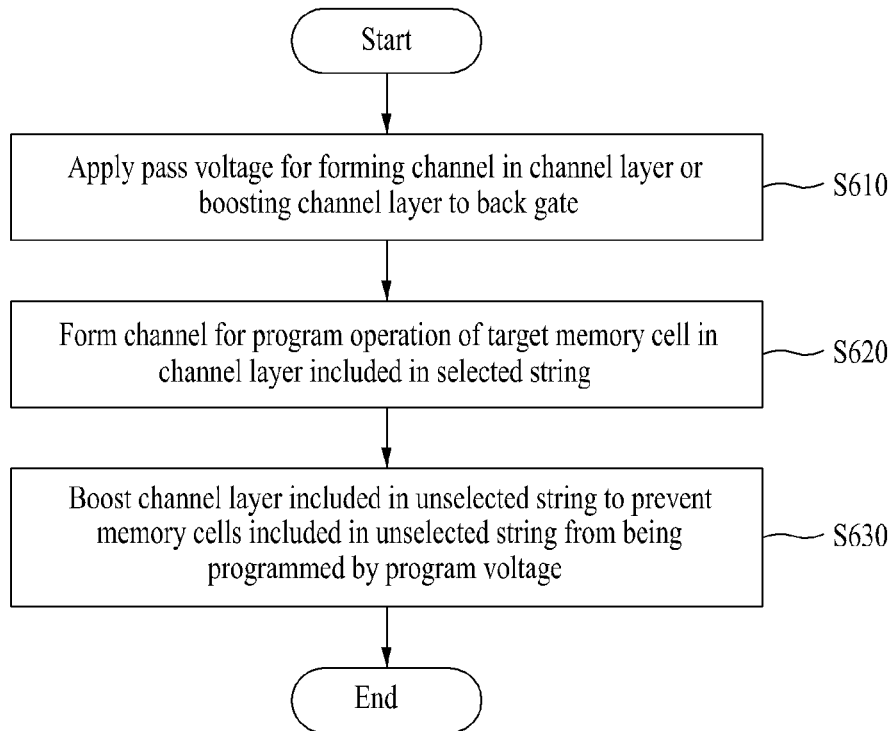 Start
Apply pass voltage for forming channel in channel layer or
boosting channel layer to back gate
S610
Form channel for program operation of target memory cell in
channel layer included in selected string
S620
Boost channel layer included in unselected string to prevent
memory cells included in unselected string from being
programmed by program voltage
S630
End